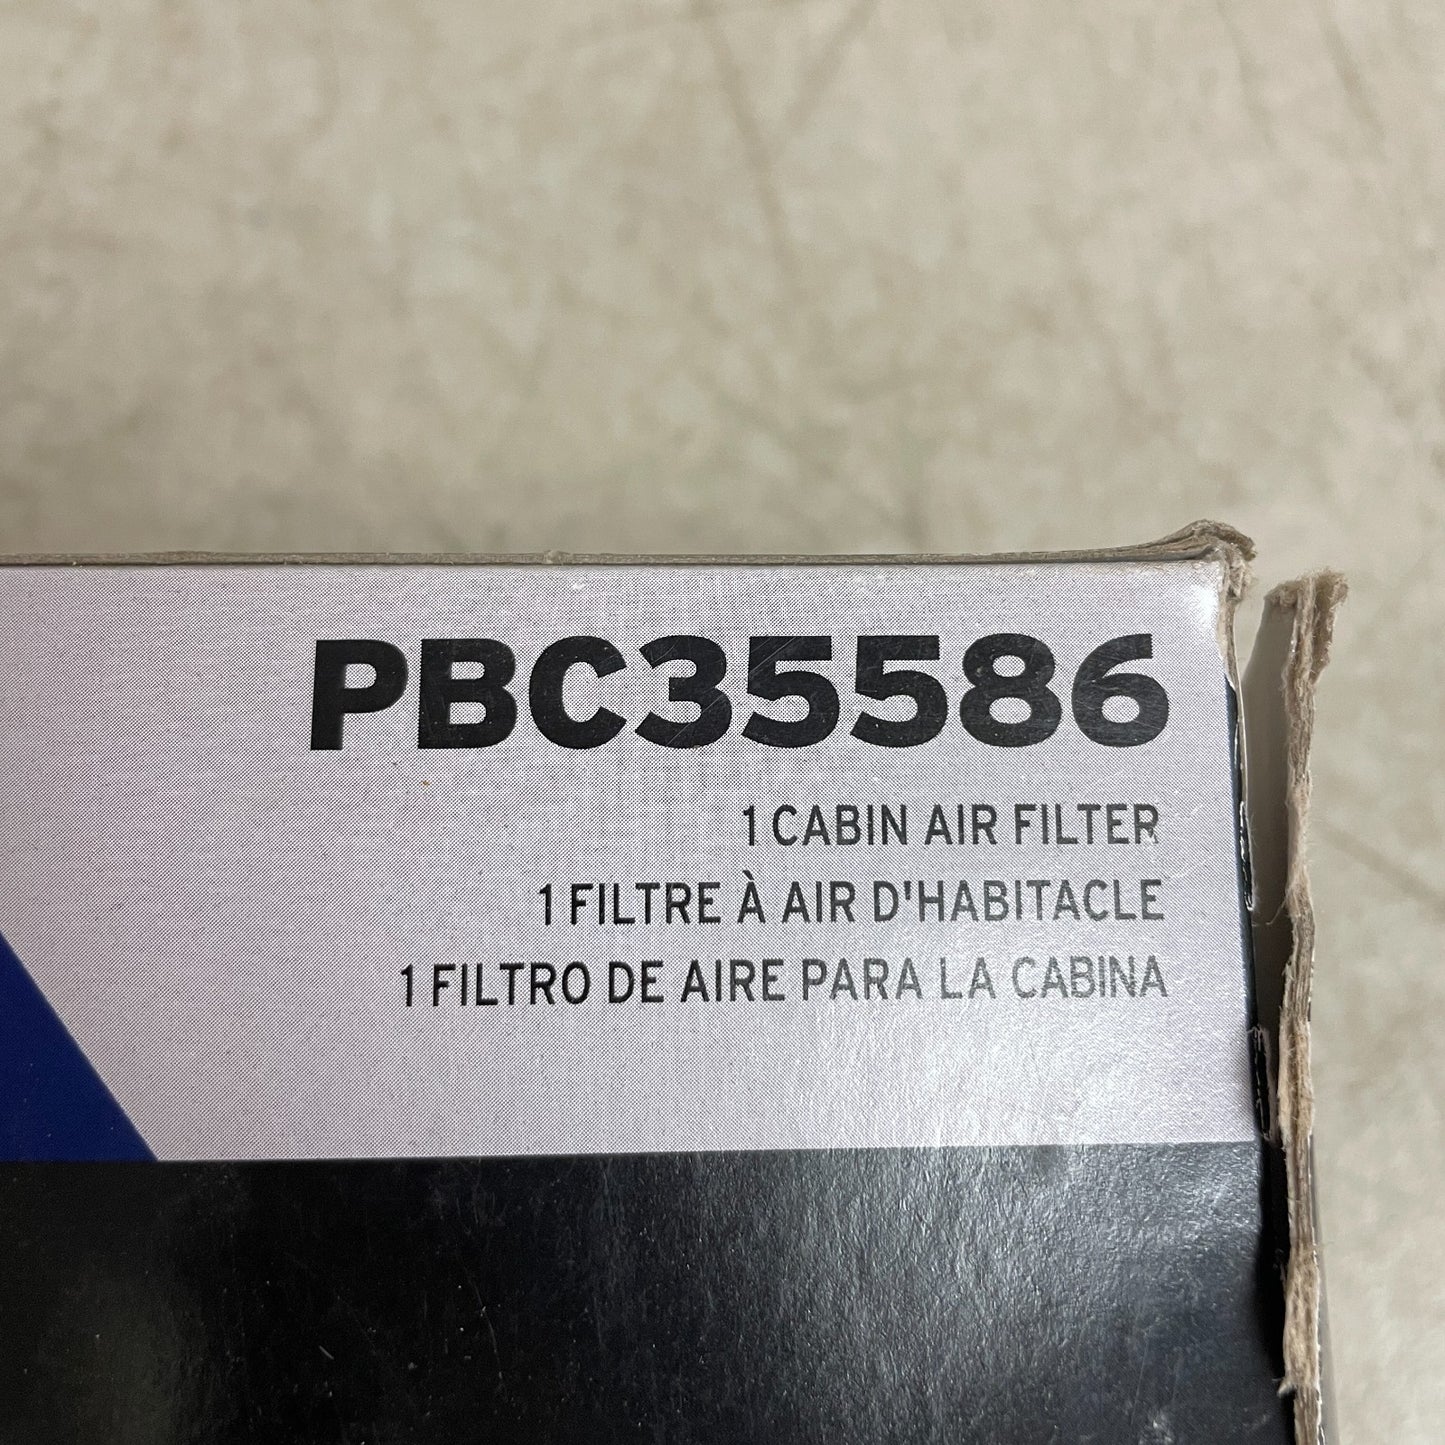 PBC35586
1 CABIN AIR FILTER
1 FILTRE À AIR D'HABITACLE
1 FILTRO DE AIRE PARA LA CABINA